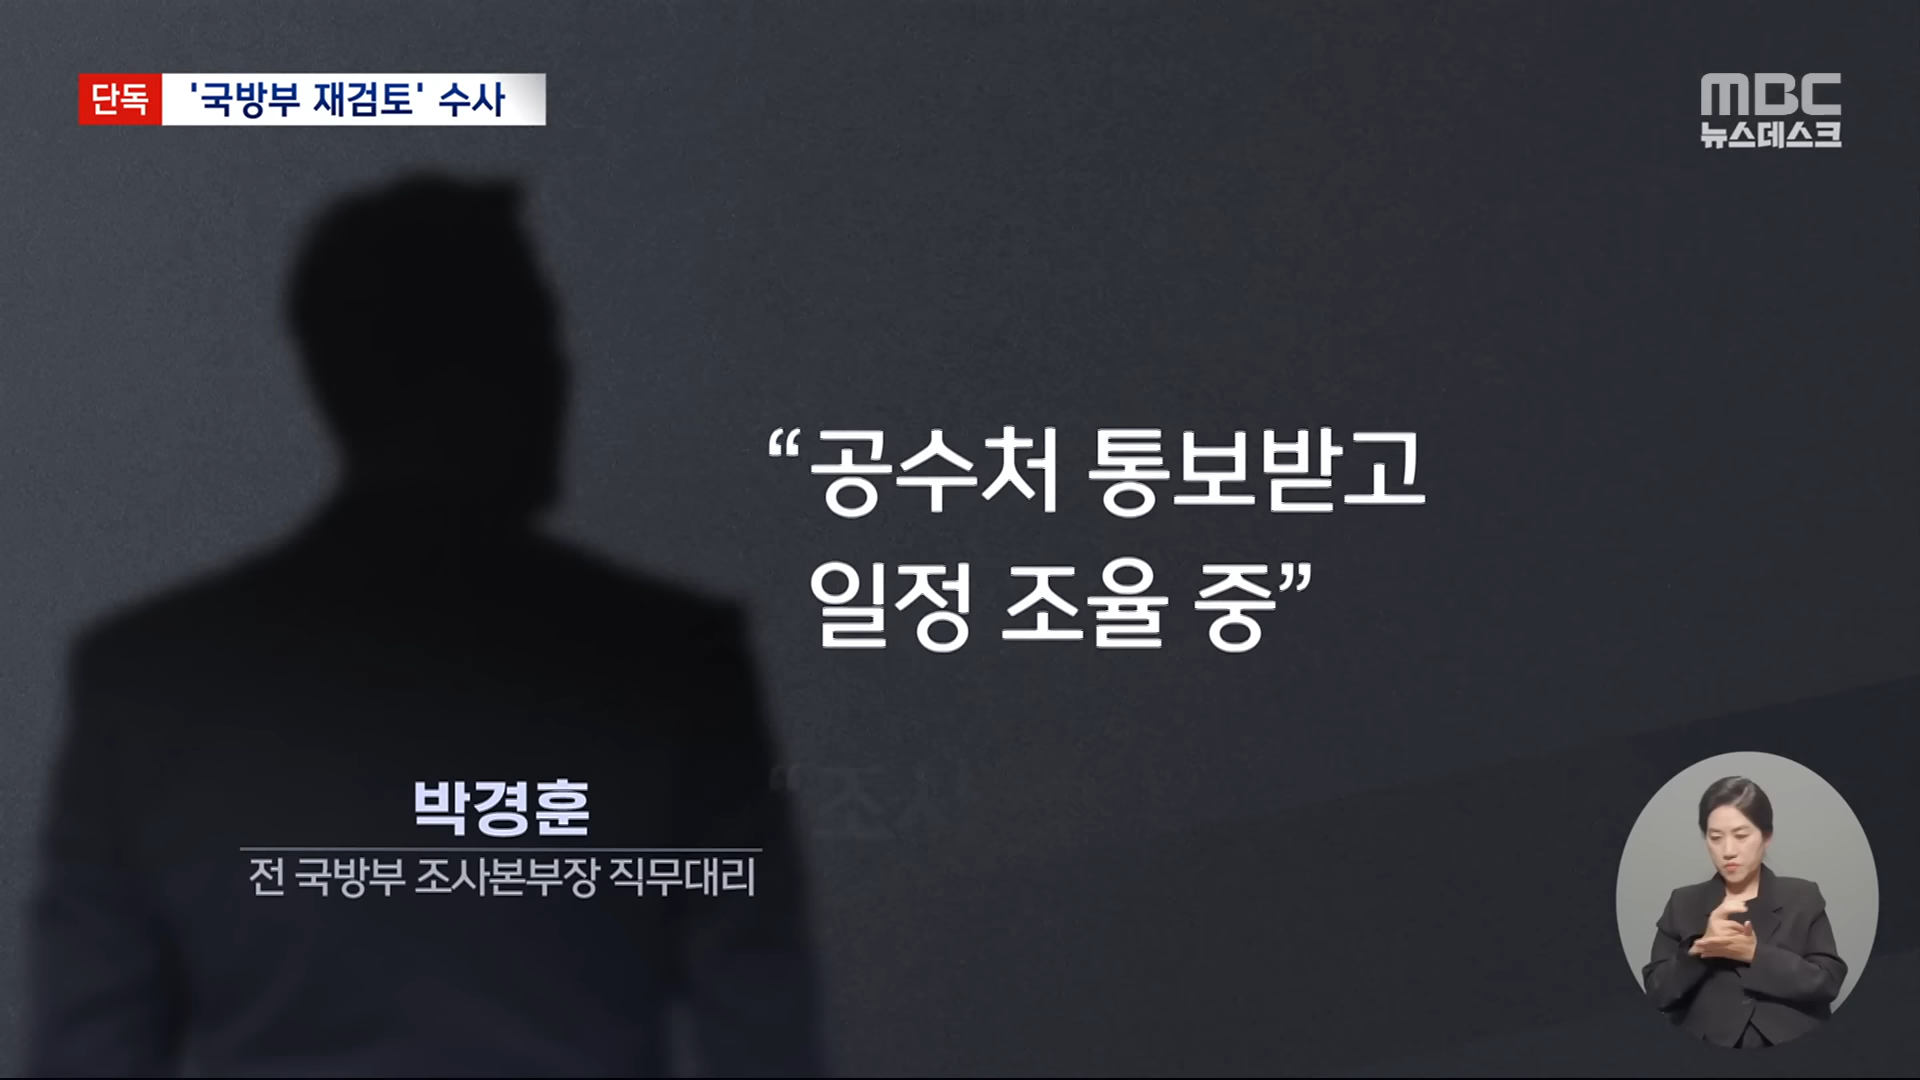 단독 '국방부 재검토' 수사
MBC
뉴스데스크
“공수처 통보받고
일정 조율 중”
박경훈
전 국방부 조사본부장 직무대리